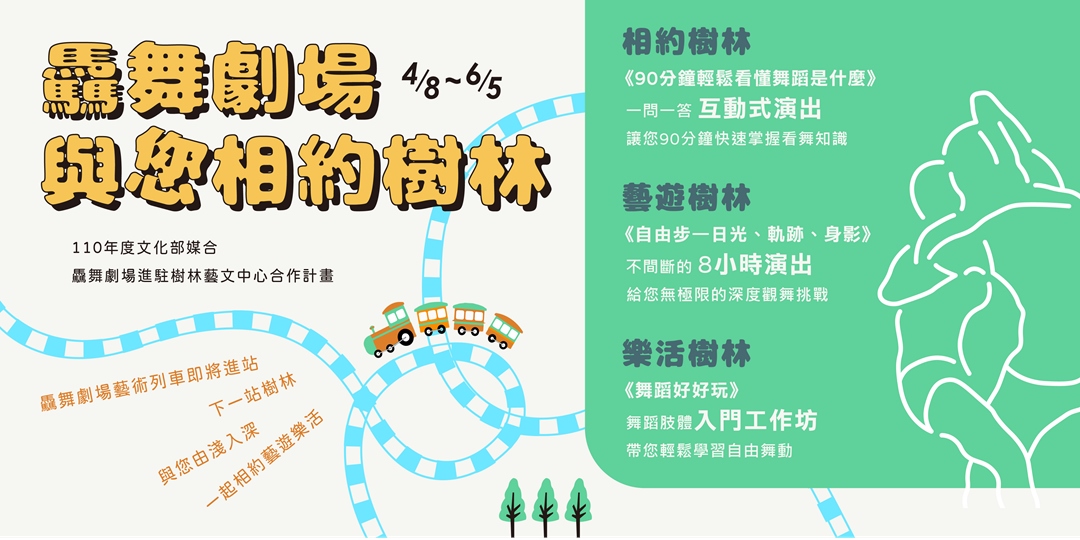 驫舞劇場
4/8~6/5
與您相約樹林
110年度文化部媒合
驫舞劇場進駐樹林藝文中心合作計畫
驫舞劇場藝術列車即將進站
下一站樹林
與您由淺入深
一起相約藝遊樂活
相約樹林
《90分鐘輕鬆看懂舞蹈是什麼》
一問一答 互動式演出
讓您90分鐘快速掌握看舞知識
藝遊樹林
《自由步—日光、軌跡、身影》
不間斷的 8小時演出
給您無極限的深度觀舞挑戰
樂活樹林
《舞蹈好好玩》
舞蹈肢體入門工作坊
帶您輕鬆學習自由舞動